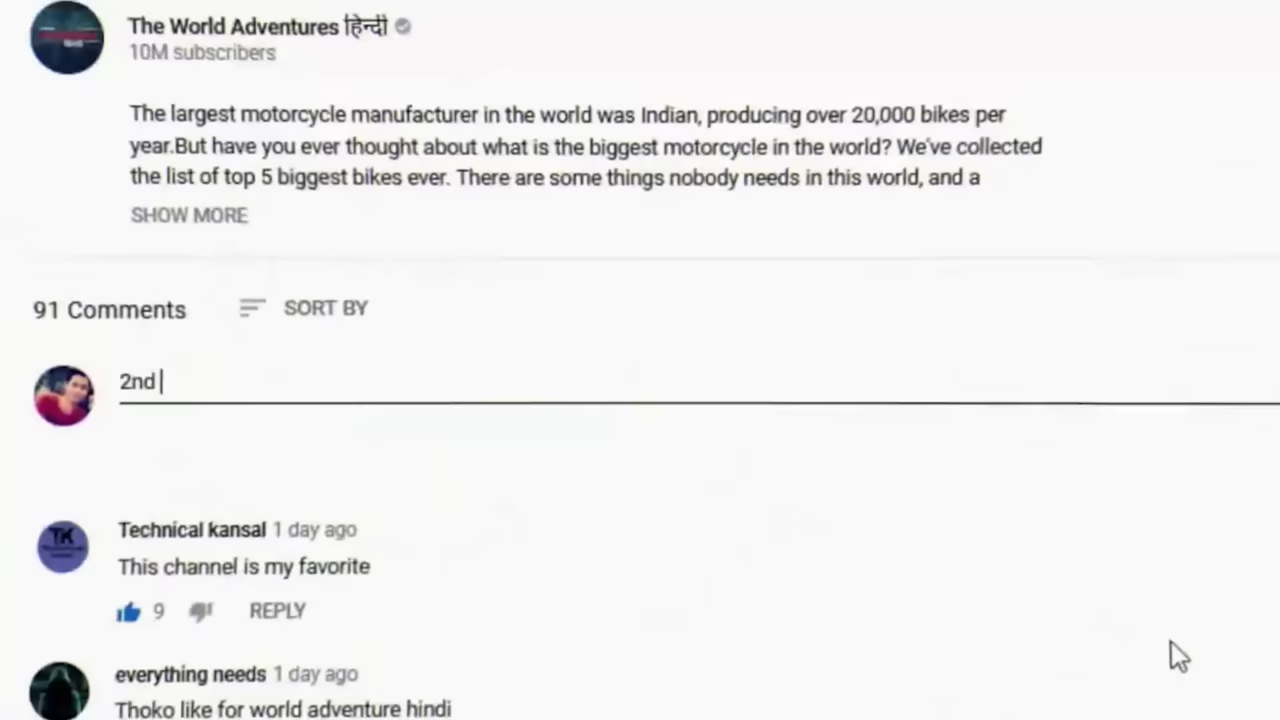 The World Adventures हिन्दी
10M subscribers
The largest motorcycle manufacturer in the world was Indian, producing over 20,000 bikes per
year.But have you ever thought about what is the biggest motorcycle in the world? We've collected
the list of top 5 biggest bikes ever. There are some things nobody needs in this world, and a
SHOW MORE
91 Comments SORT BY
2nd
TK
Technical kansal 1 day ago
This channel is my favorite
9 REPLY
everything needs 1 day ago
Thoko like for world adventure hindi